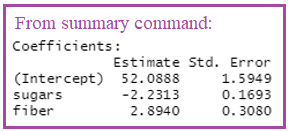 From summary command:
Coefficients:
Estimate Std. Error
(Intercept) 52.0888 1.5949
sugars -2.2313 0.1693
fiber 2.8940 0.3080